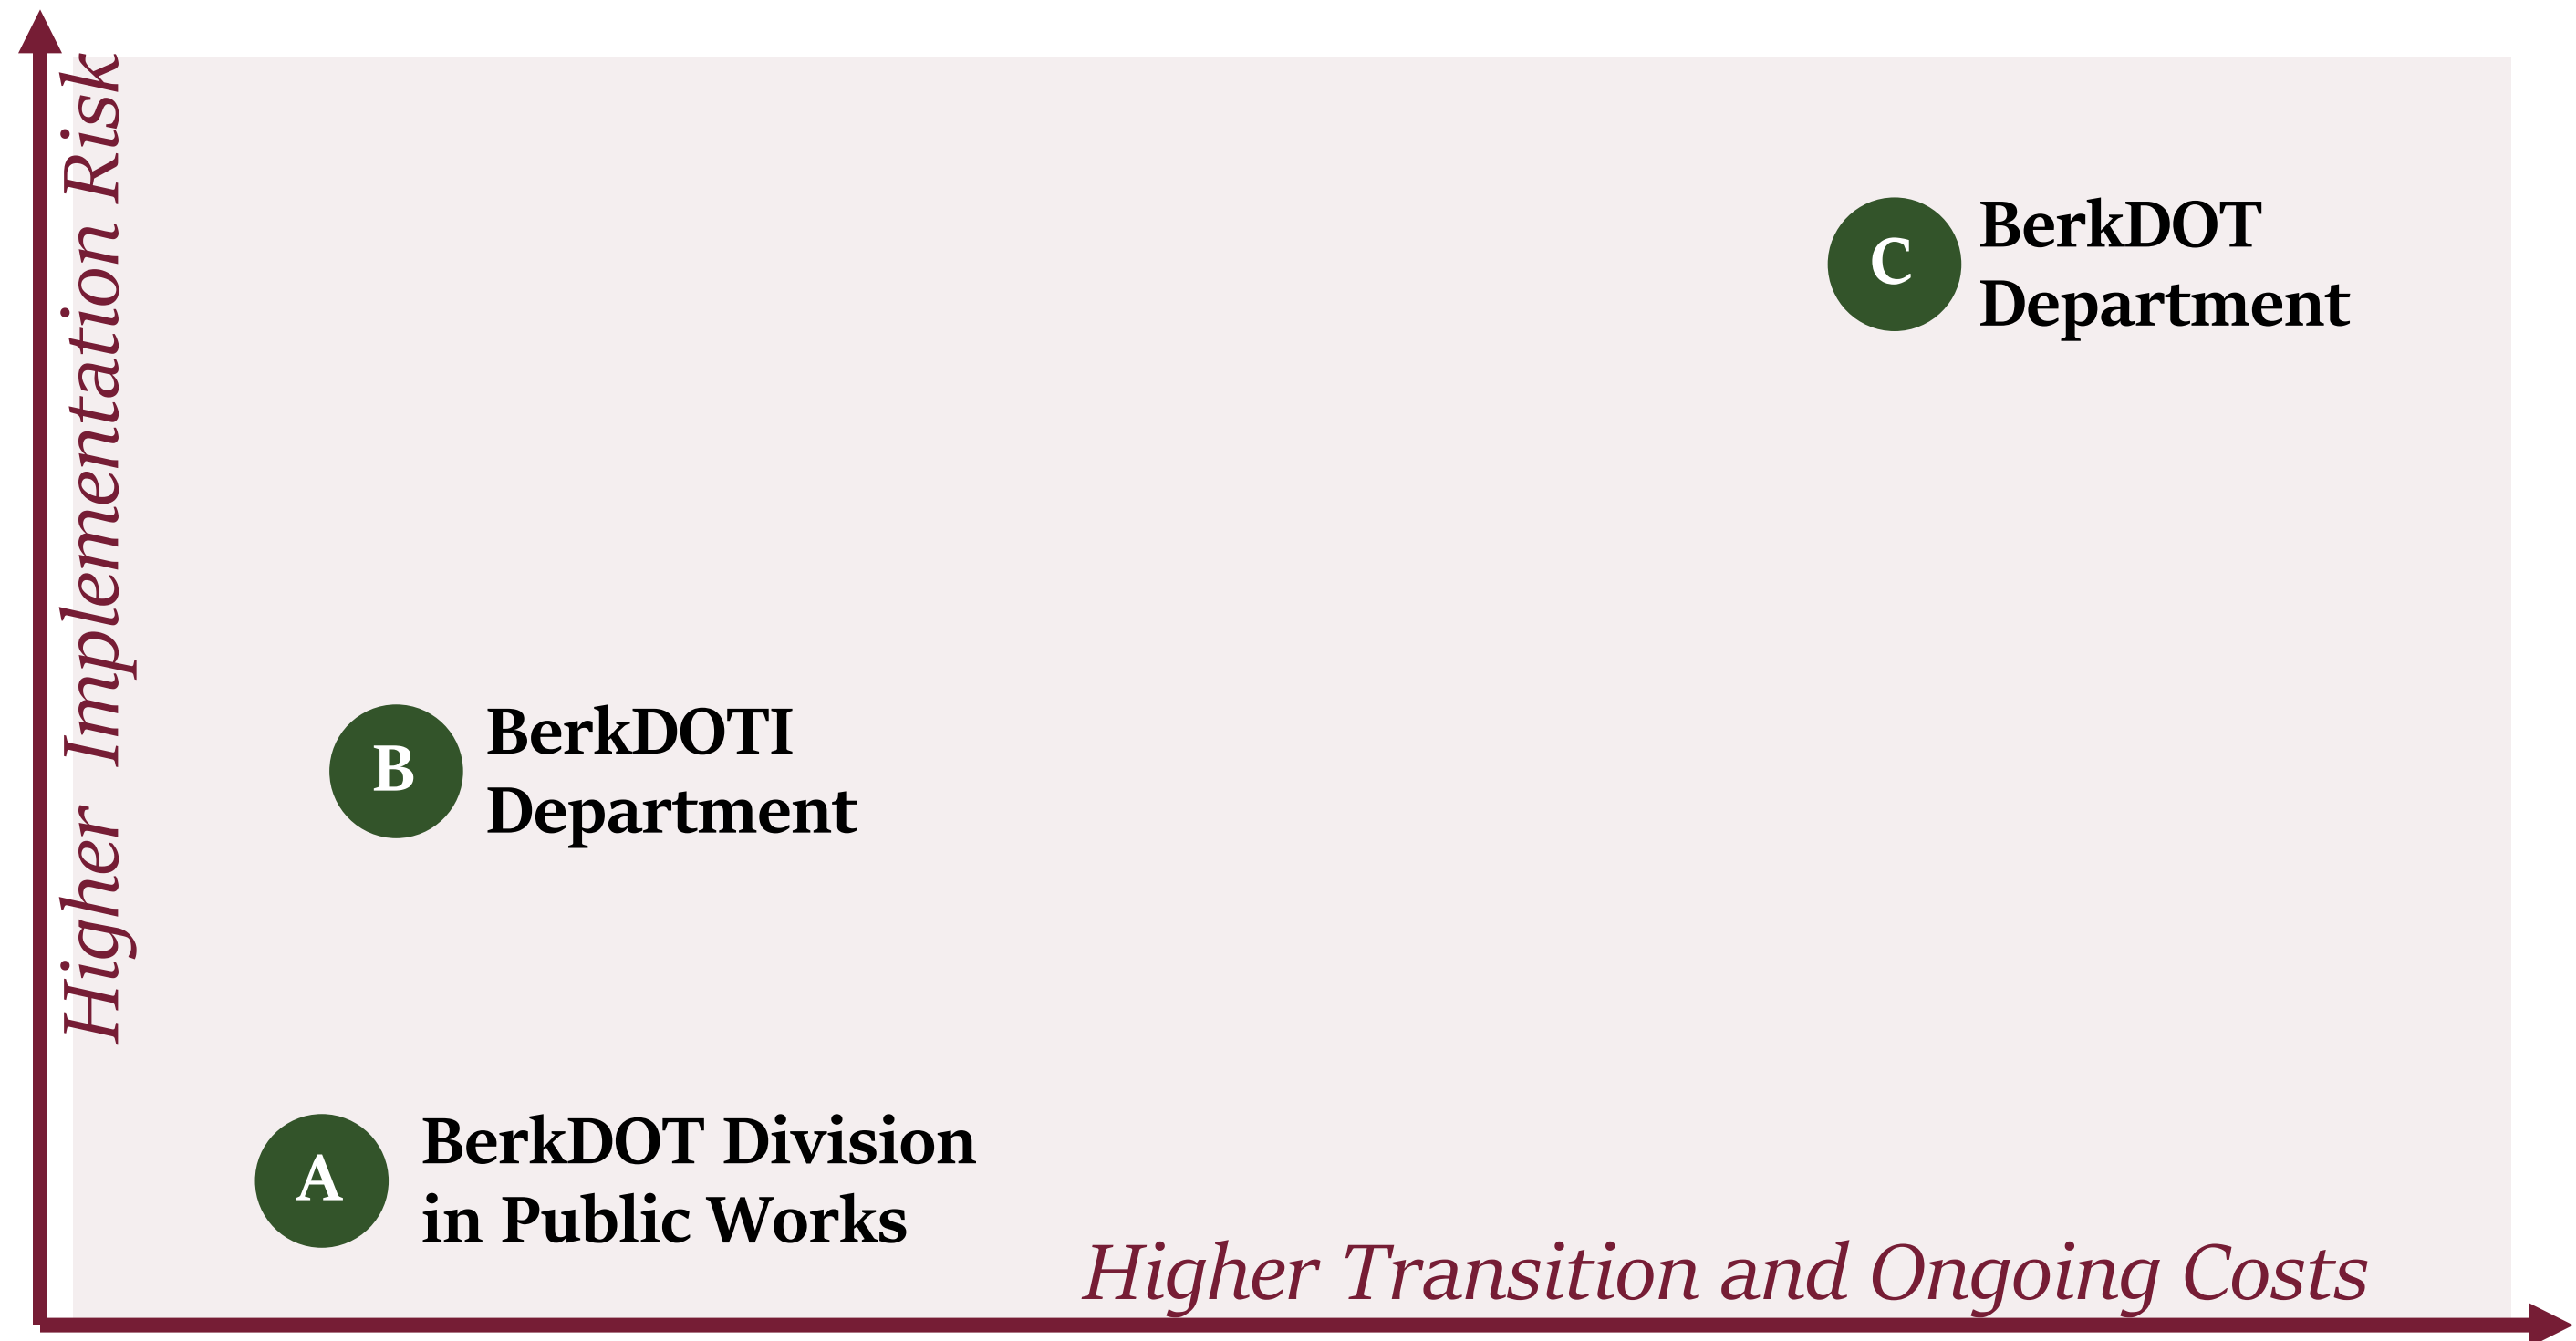 Higher Implementation Risk
C
BerkDOT
Department
B
BerkDOTI
Department
A
BerkDOT Division
in Public Works
Higher Transition and Ongoing Costs